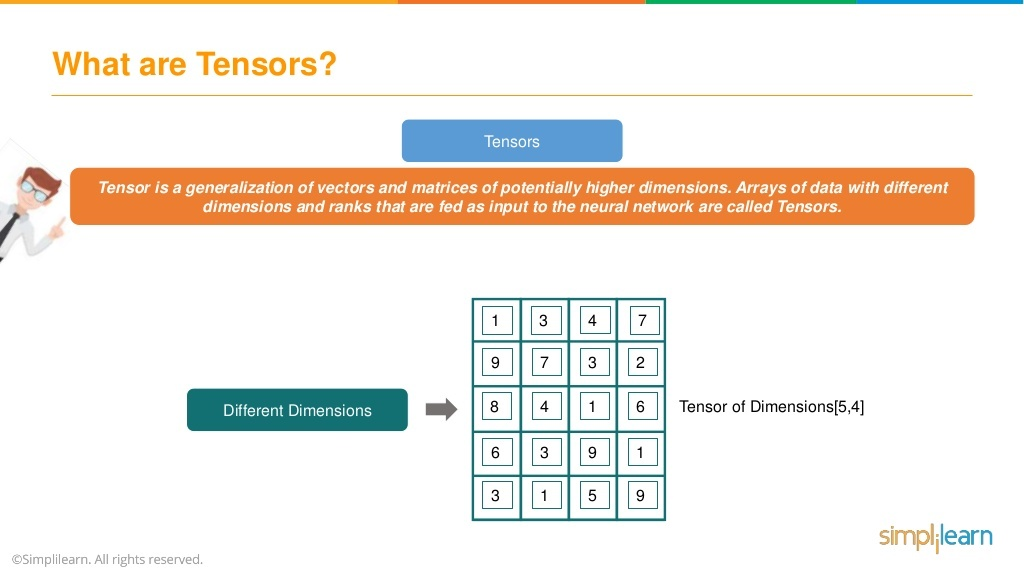 What are Tensors?
Tensors
Tensor is a generalization of vectors and matrices of potentially higher dimensions. Arrays of data with different
dimensions and ranks that are fed as input to the neural network are called Tensors.
1 3 4 7
9 7 3 2
8 4 1 6
6 3 9 1
3 1 5 9
Different Dimensions
Tensor of Dimensions[5,4]
simplilearn
©Simplilearn. All rights reserved.